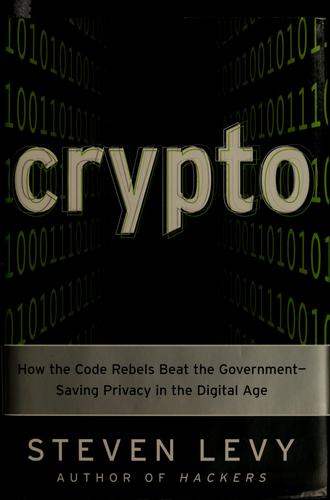 crypto
How the Code Rebels Beat the Government—
Saving Privacy in the Digital Age
STEVEN LEVY
AUTHOR OF HACKERS